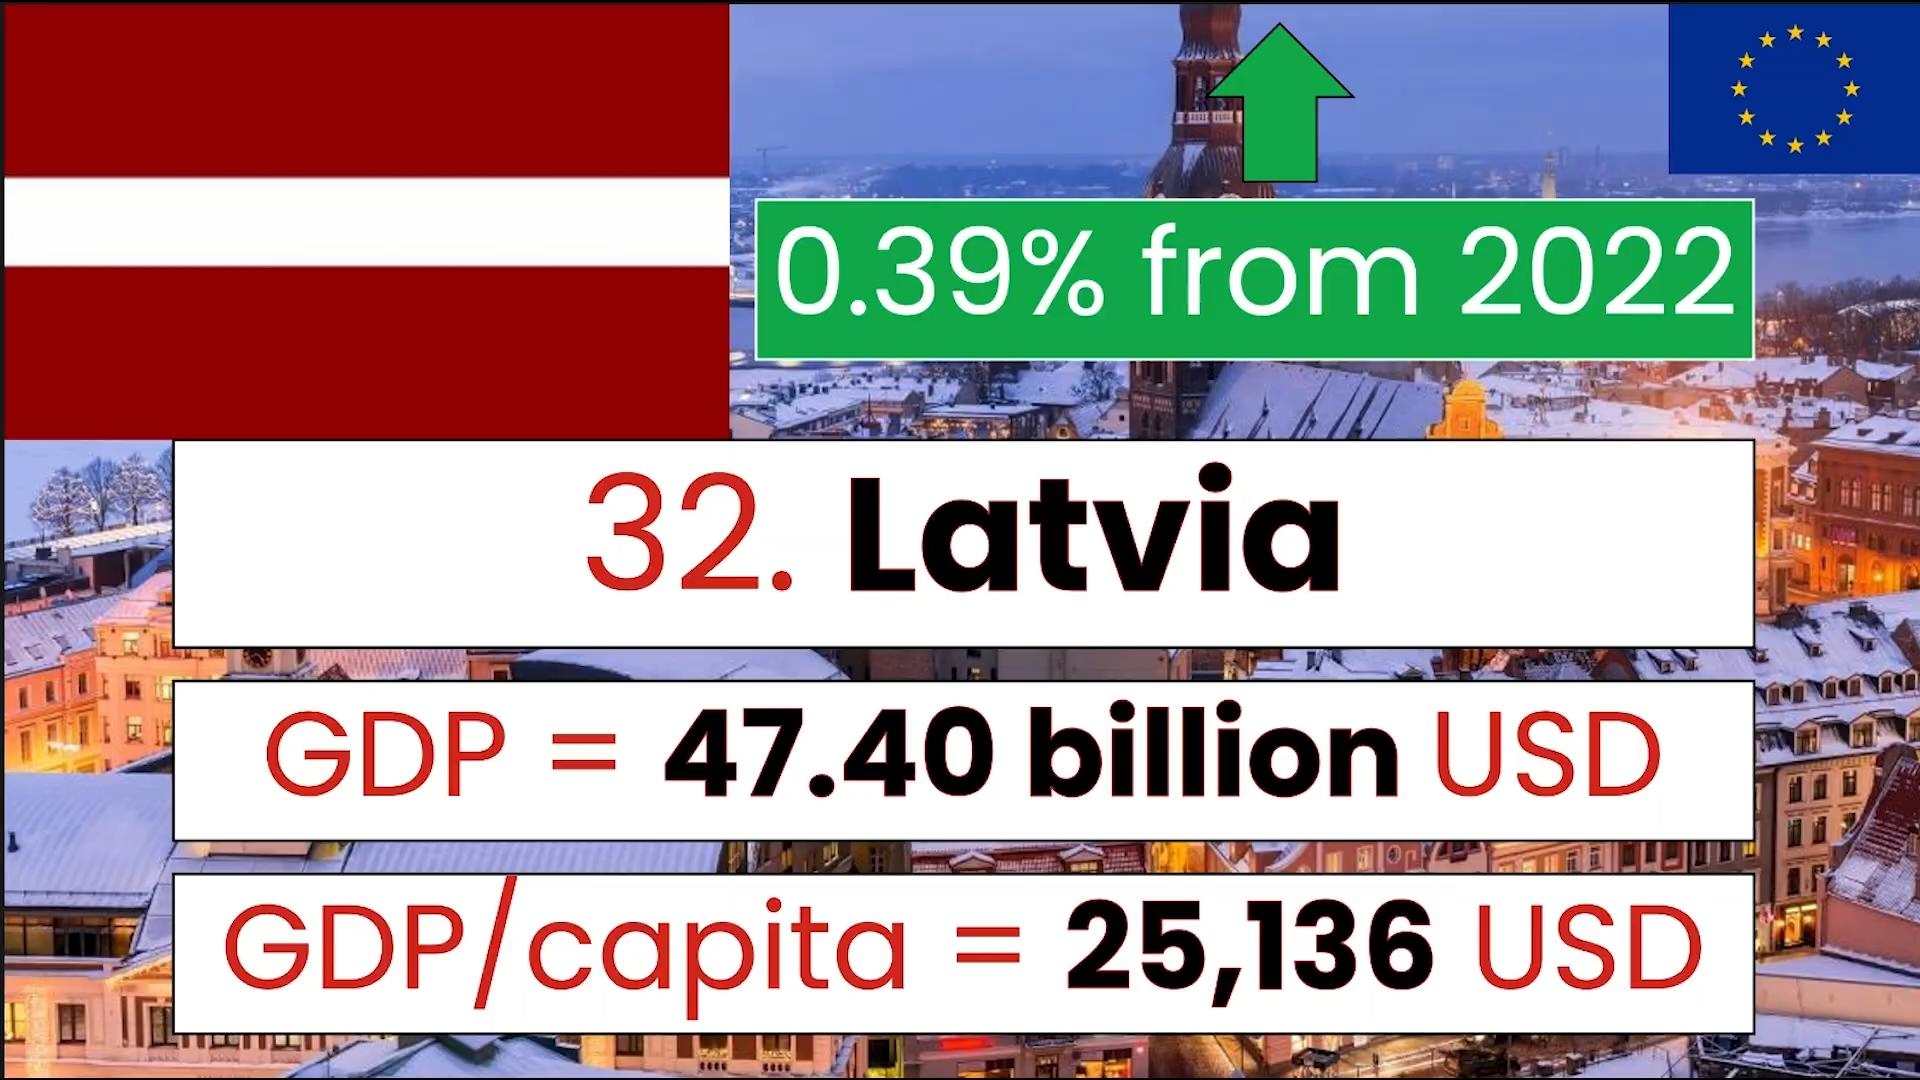 0.39% from 2022
32. Latvia
GDP = 47.40 billion USD
GDP/capita = 25,136 USD